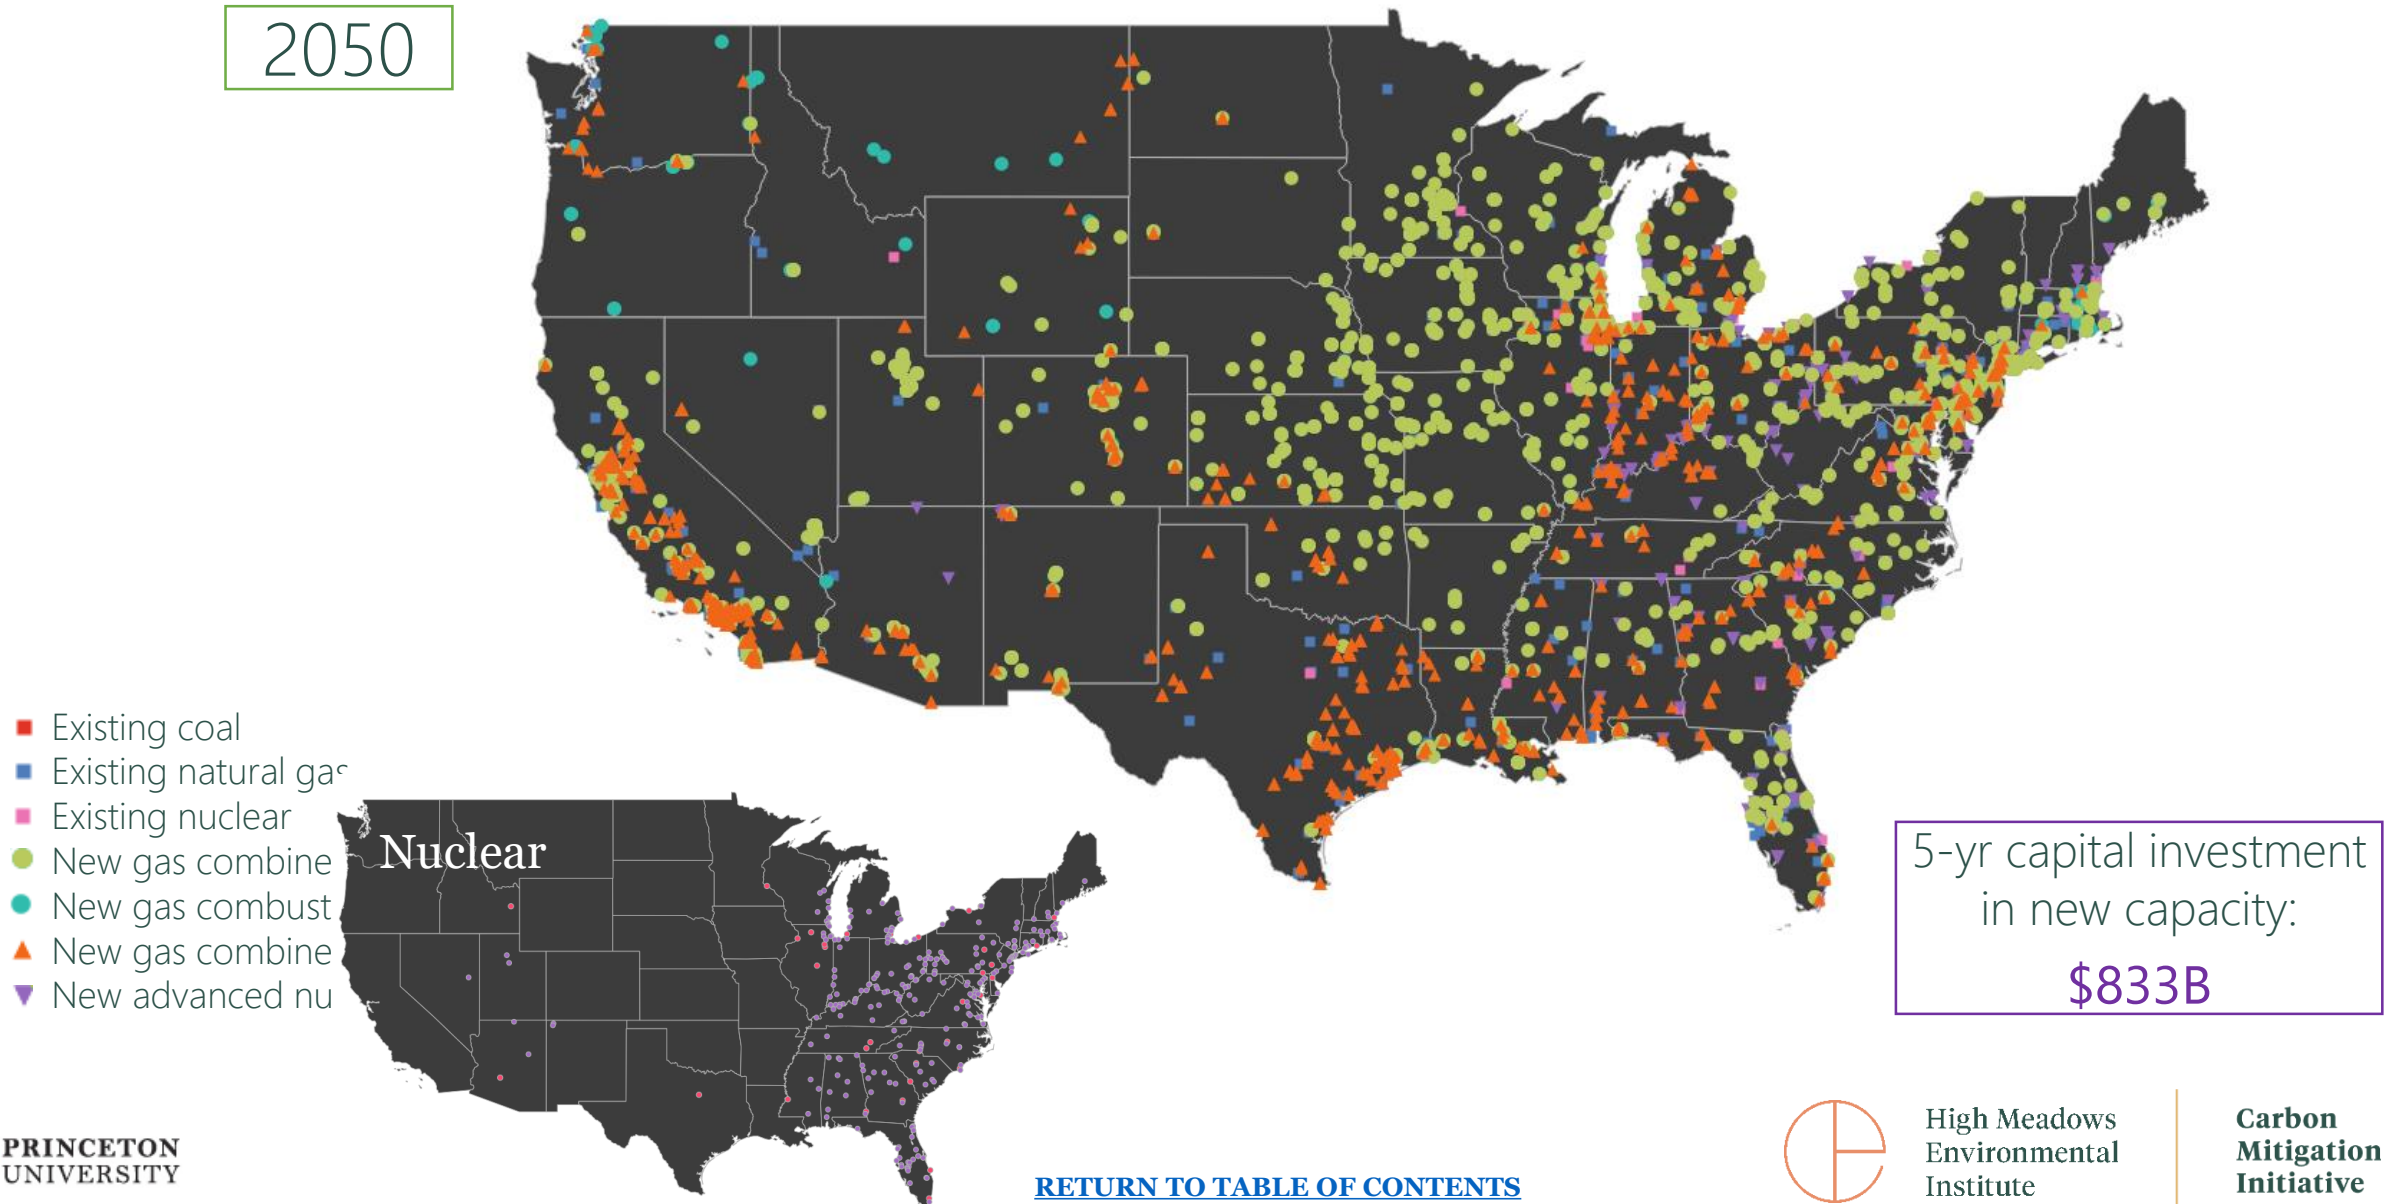 2050
Existing coal
Existing natural gas
Existing nuclear
New gas combine
New gas combust
New gas combine
New advanced nu
Nuclear
5-yr capital investment
in new capacity:
$833B
PRINCETON
UNIVERSITY
RETURN TO TABLE OF CONTENTS
High Meadows
Environmental
Institute
Carbon
Mitigation
Initiative